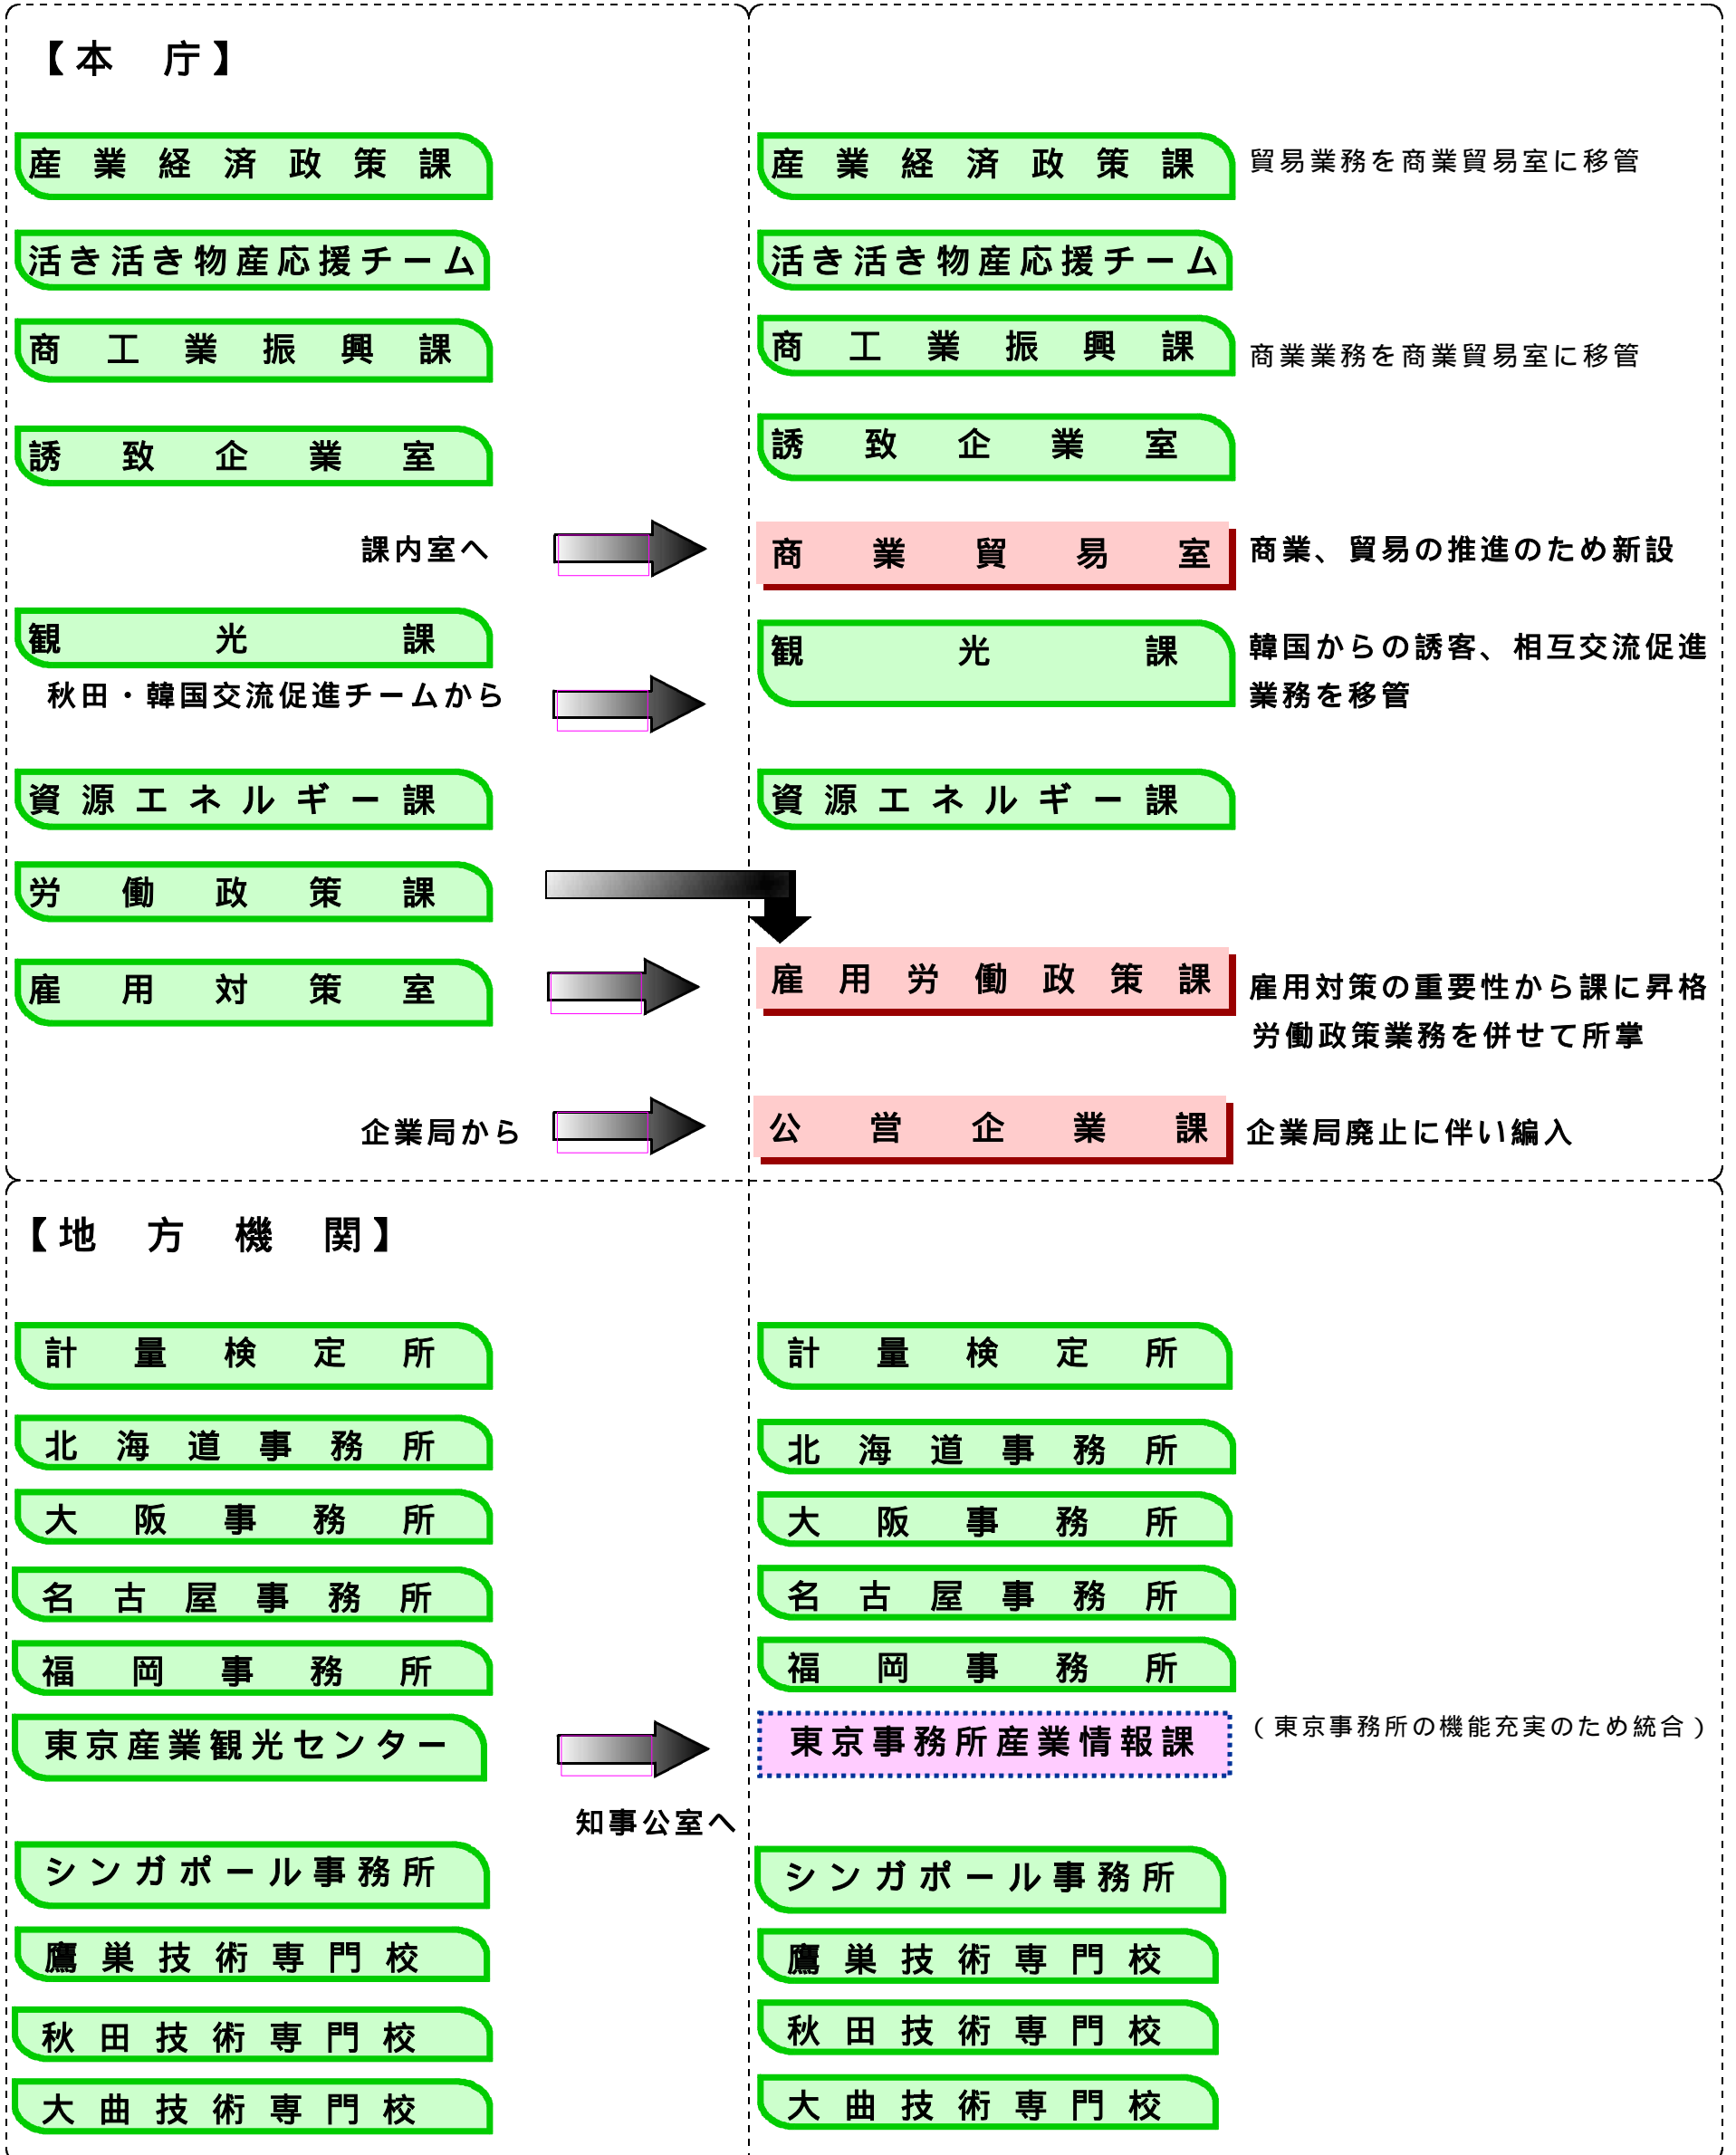 【本　庁】
産業経済政策課
産業経済政策課
貿易業務を商業貿易室に移管
活き活き物産応援チーム
活き活き物産応援チーム
商工業振興課
商工業振興課
商業業務を商業貿易室に移管
誘致企業室
誘致企業室
課内室へ
商業貿易室
商業、貿易の推進のため新設
観光課
観光課
韓国からの誘客、相互交流促進
秋田・韓国交流促進チームから
業務を移管
資源エネルギー課
資源エネルギー課
労働政策課
雇用対策室
雇用労働政策課
雇用対策の重要性から課に昇格
労働政策業務を併せて所掌
企業局から
公営企業課
企業局廃止に伴い編入
【地　方　機　関】
計量検定所
計量検定所
北海道事務所
北海道事務所
大阪事務所
大阪事務所
名古屋事務所
名古屋事務所
福岡事務所
福岡事務所
東京産業観光センター
東京事務所産業情報課
（東京事務所の機能充実のため統合）
知事公室へ
シンガポール事務所
シンガポール事務所
鷹巣技術専門校
鷹巣技術専門校
秋田技術専門校
秋田技術専門校
大曲技術専門校
大曲技術専門校